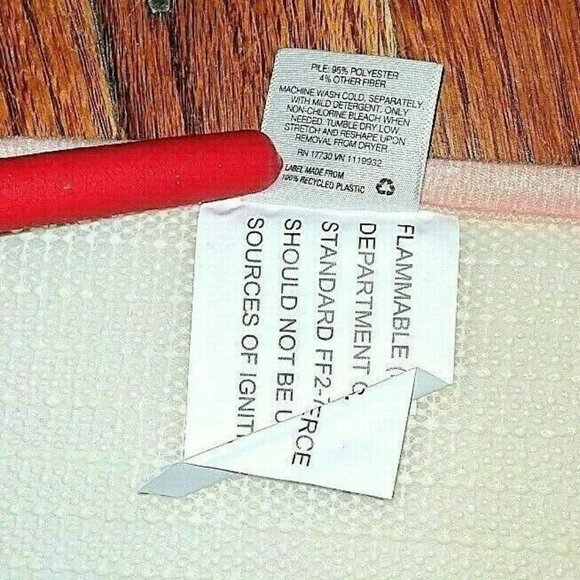 PILE: 96% POLYESTER
4% OTHER FIBER
MACHINE WASH COLD, SEPARATELY
WITH MILD DETERGENT. ONLY
NON-CHLORINE BLEACH WHEN
NEEDED. TUMBLE DRY LOW
STRETCH AND RESHAPE UPON
REMOVAL FROM DRYER
RN 17730 VN 1119932
LABEL MADE FROM
100% RECYCLED PLASTIC
FLAMMABLE (
DEPARTMENT O
STANDARD FF2-7 ERCE
SHOULD NOT BE U
SOURCES OF IGNIT